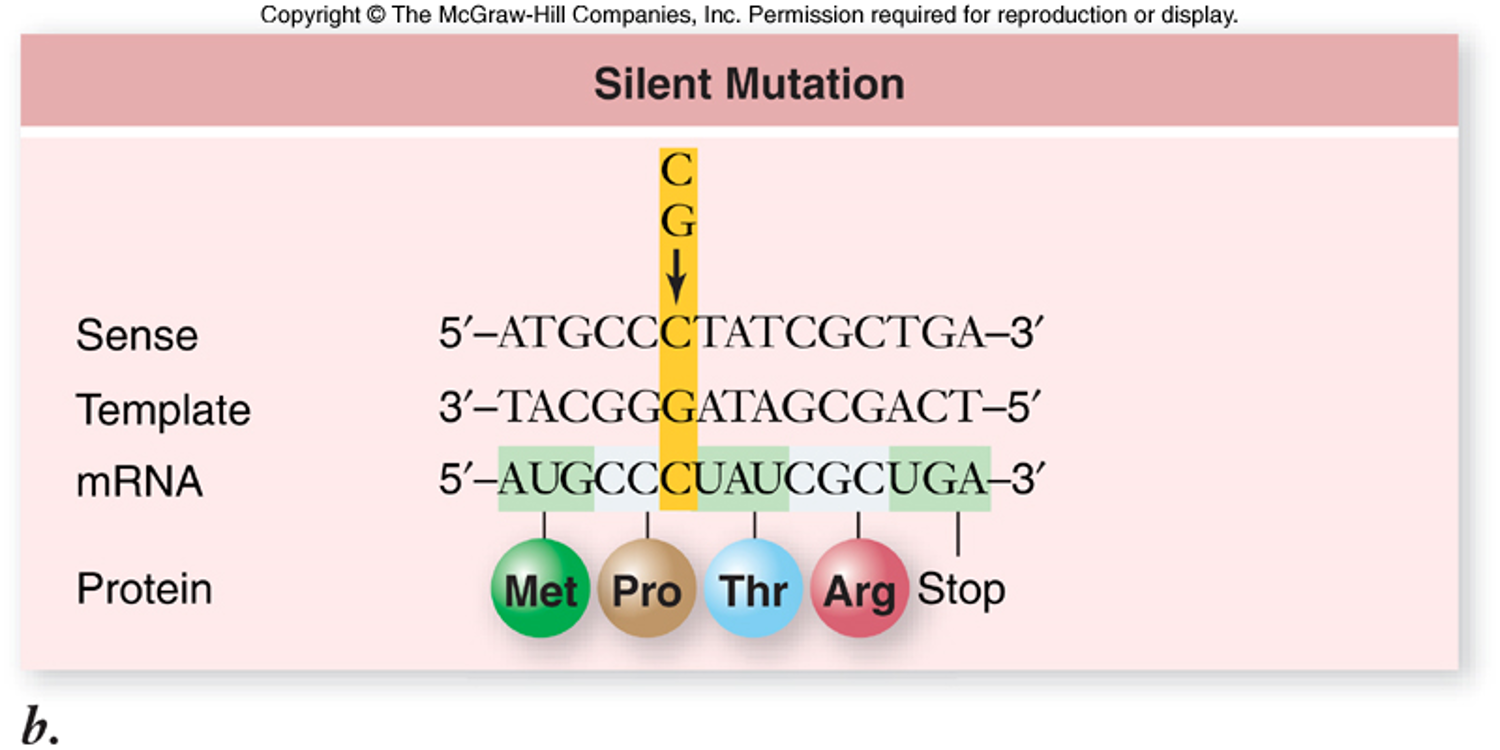 Copyright © The McGraw-Hill Companies, Inc. Permission required for reproduction or display.
Silent Mutation
C
G
Sense 5′–ATGCCCTATCGCTGA–3′
Template 3′–TACGGGATAGCGACT–5′
mRNA 5′–AUGCCCUAUCGCUGA–3′
Protein Met Pro Thr Arg Stop
b.